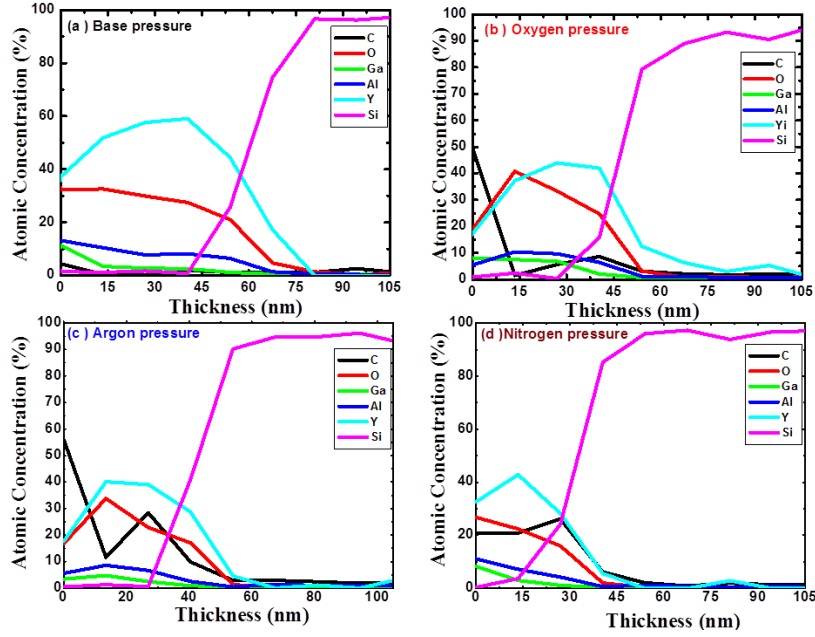 (a) Base pressure
C
O
Ga
Al
Y
Si
100
80
60
40
20
0
Atomic Concentration (%)
0 15 30 45 60 75 90 105
Thickness (nm)
(b) Oxygen pressure
C
O
Ga
Al
Yi
Si
100
90
80
70
60
50
40
30
20
10
0
Atomic Concentration (%)
0 15 30 45 60 75 90 105
Thickness (nm)
(c) Argon pressure
C
O
Ga
Al
Y
Si
100
90
80
70
60
50
40
30
20
10
0
Atomic Concentration (%)
0 20 40 60 80 100
Thickness (nm)
(d)Nitrogen pressure
C
O
Ga
Al
Y
Si
100
90
80
70
60
50
40
30
20
10
0
Atomic Concentration (%)
0 15 30 45 60 75 90 105
Thickness (nm)